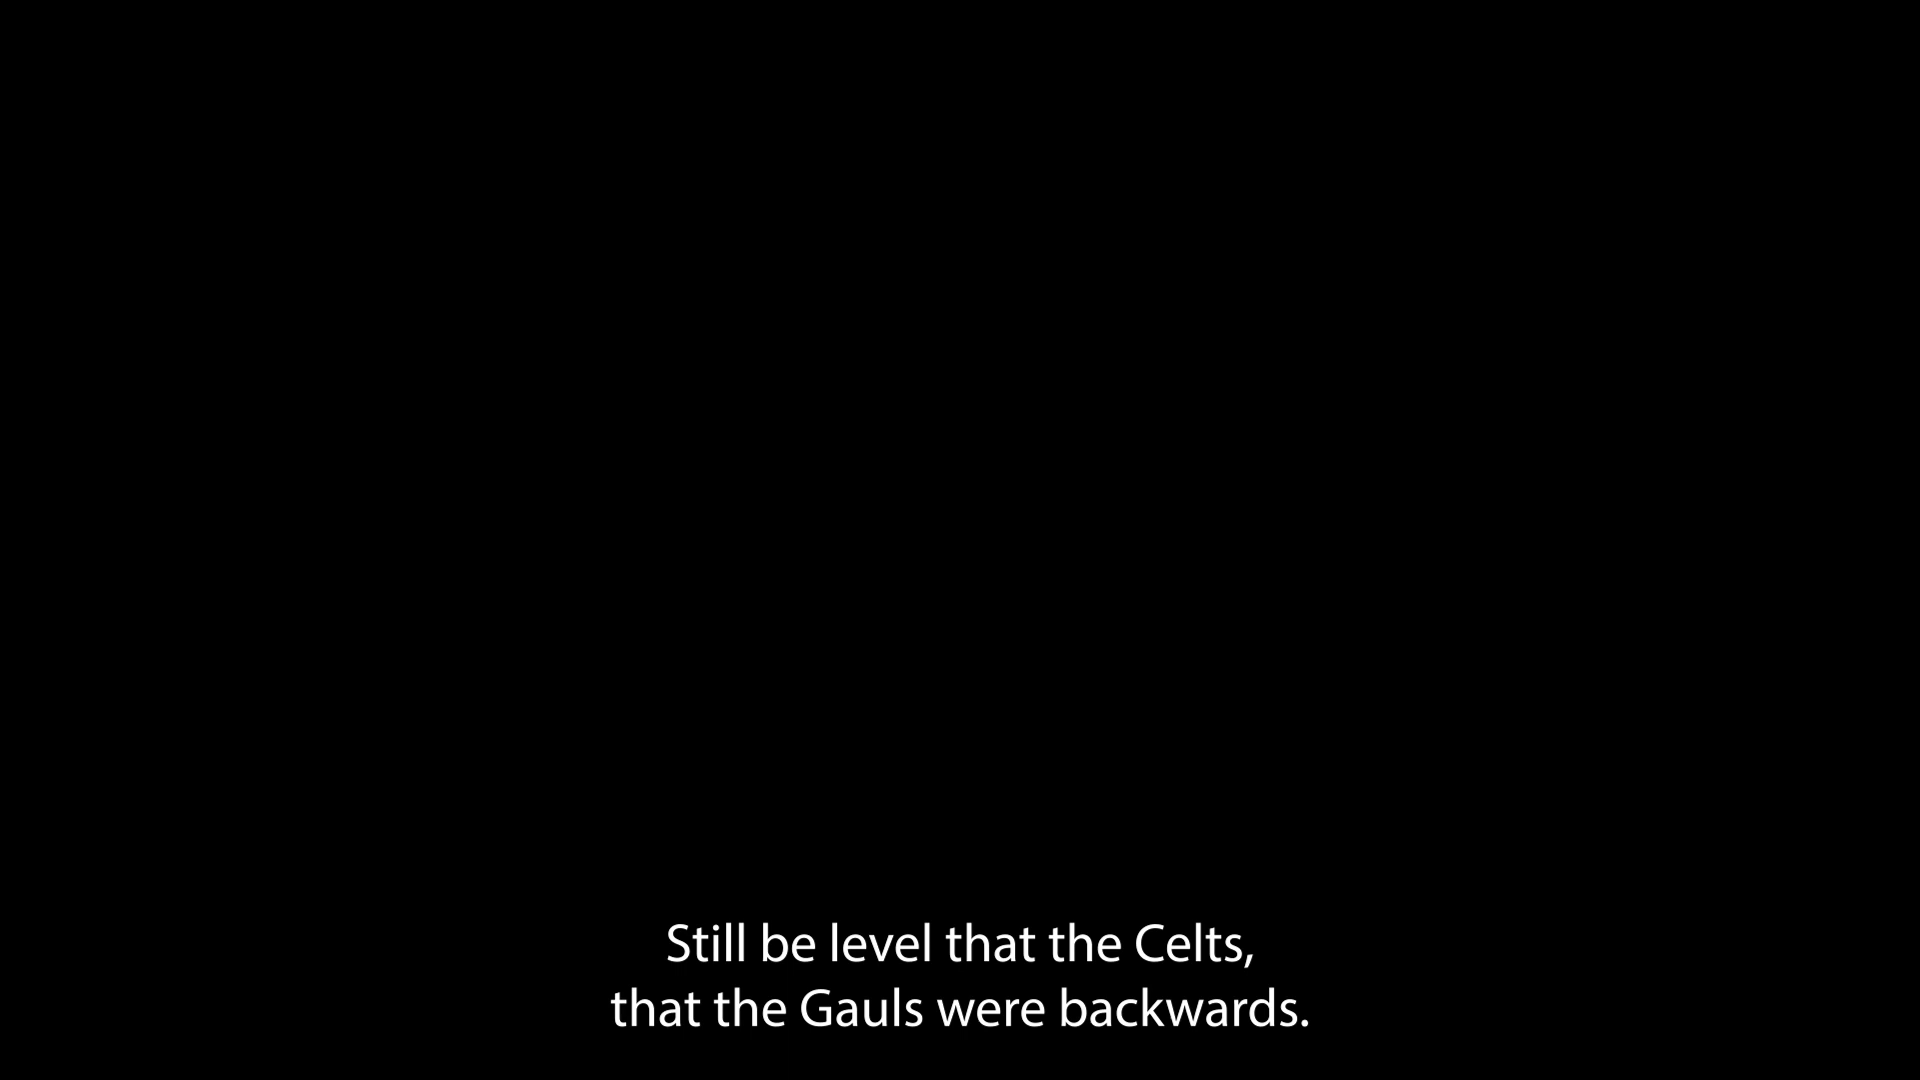 Still be level that the Celts,
that the Gauls were backwards.